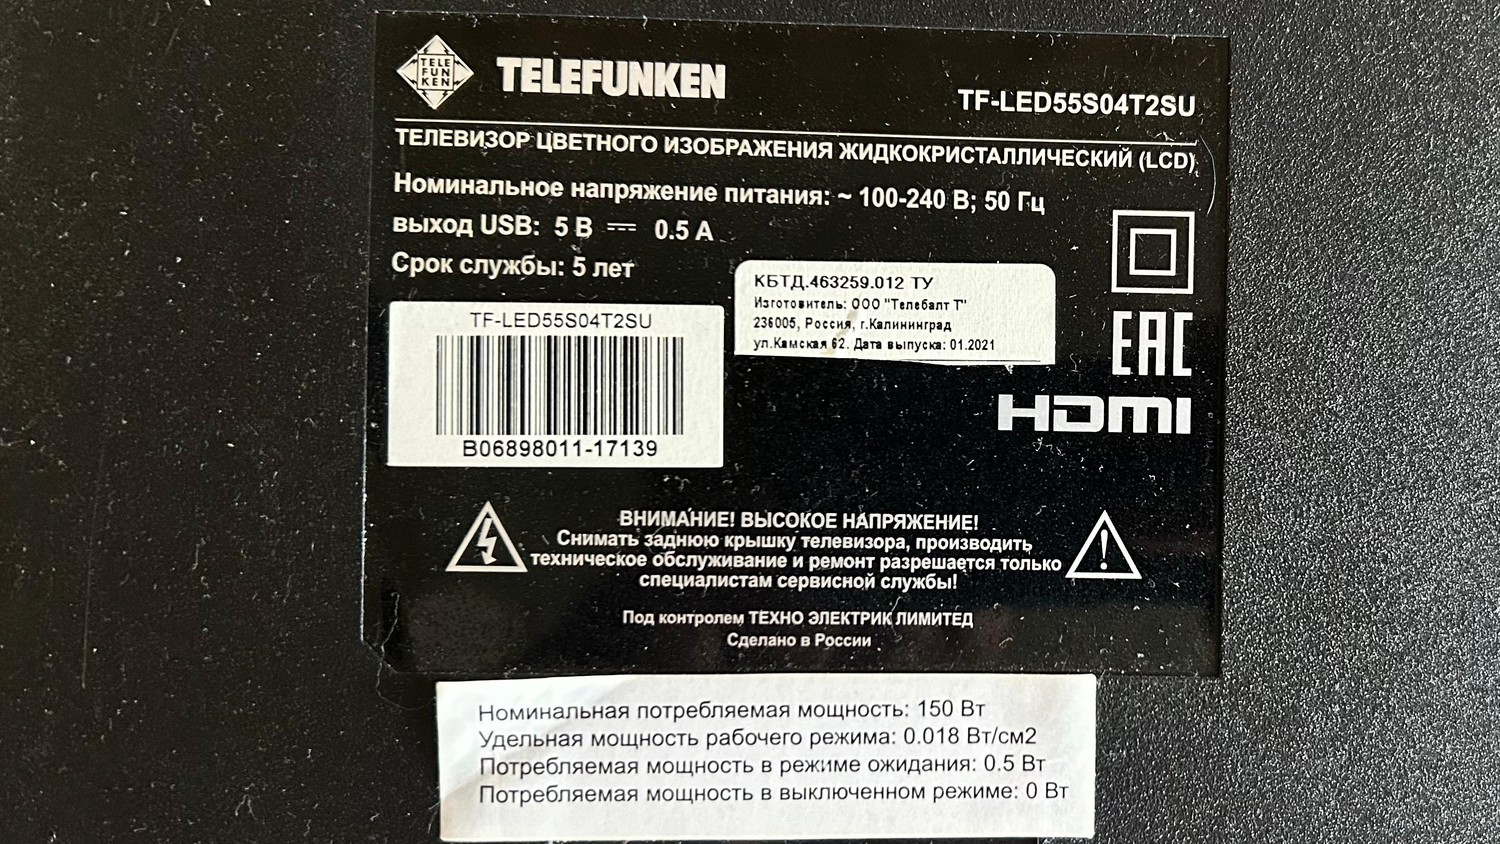 TELE
FUN
KEN
TELEFUNKEN
TF-LED55S04T2SU
ТЕЛЕВИЗОР ЦВЕТНОГО ИЗОБРАЖЕНИЯ ЖИДКОКРИСТАЛЛИЧЕСКИЙ (LCD)
Номинальное напряжение питания: ~ 100-240 В; 50 Гц
выход USB: 5 В ⎓ 0.5 А
Срок службы: 5 лет
TF-LED55S04T2SU
B06898011-17139
КБТД.463259.012 ТУ
Изготовитель: ООО "Телебалт Т"
236005, Россия, г.Калининград
ул.Камская 62. Дата выпуска: 01.2021
EAC
HDMI
ВНИМАНИЕ! ВЫСОКОЕ НАПРЯЖЕНИЕ!
Снимать заднюю крышку телевизора, производить
техническое обслуживание и ремонт разрешается только
специалистам сервисной службы!
Под контролем ТЕХНО ЭЛЕКТРИК ЛИМИТЕД
Сделано в России
Номинальная потребляемая мощность: 150 Вт
Удельная мощность рабочего режима: 0.018 Вт/см2
Потребляемая мощность в режиме ожидания: 0.5 Вт
Потребляемая мощность в выключенном режиме: 0 Вт